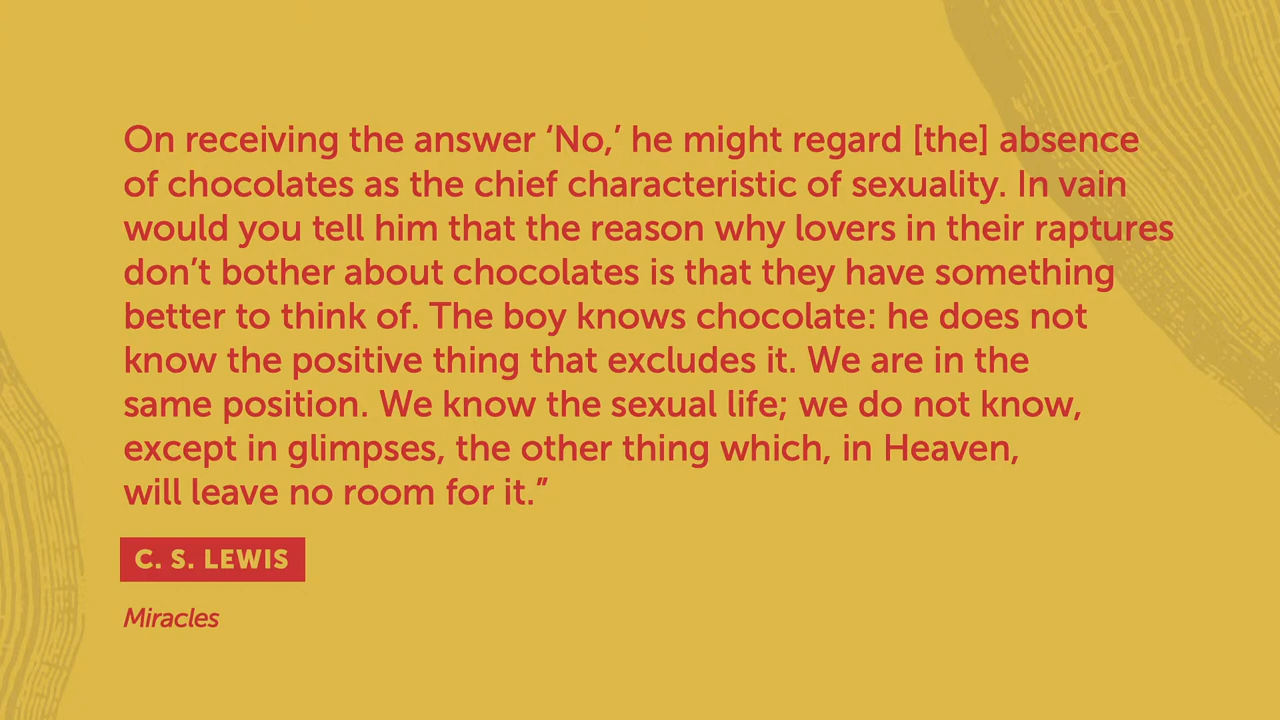 On receiving the answer ‘No,’ he might regard [the] absence
of chocolates as the chief characteristic of sexuality. In vain
would you tell him that the reason why lovers in their raptures
don’t bother about chocolates is that they have something
better to think of. The boy knows chocolate: he does not
know the positive thing that excludes it. We are in the
same position. We know the sexual life; we do not know,
except in glimpses, the other thing which, in Heaven,
will leave no room for it.”
C. S. LEWIS
Miracles